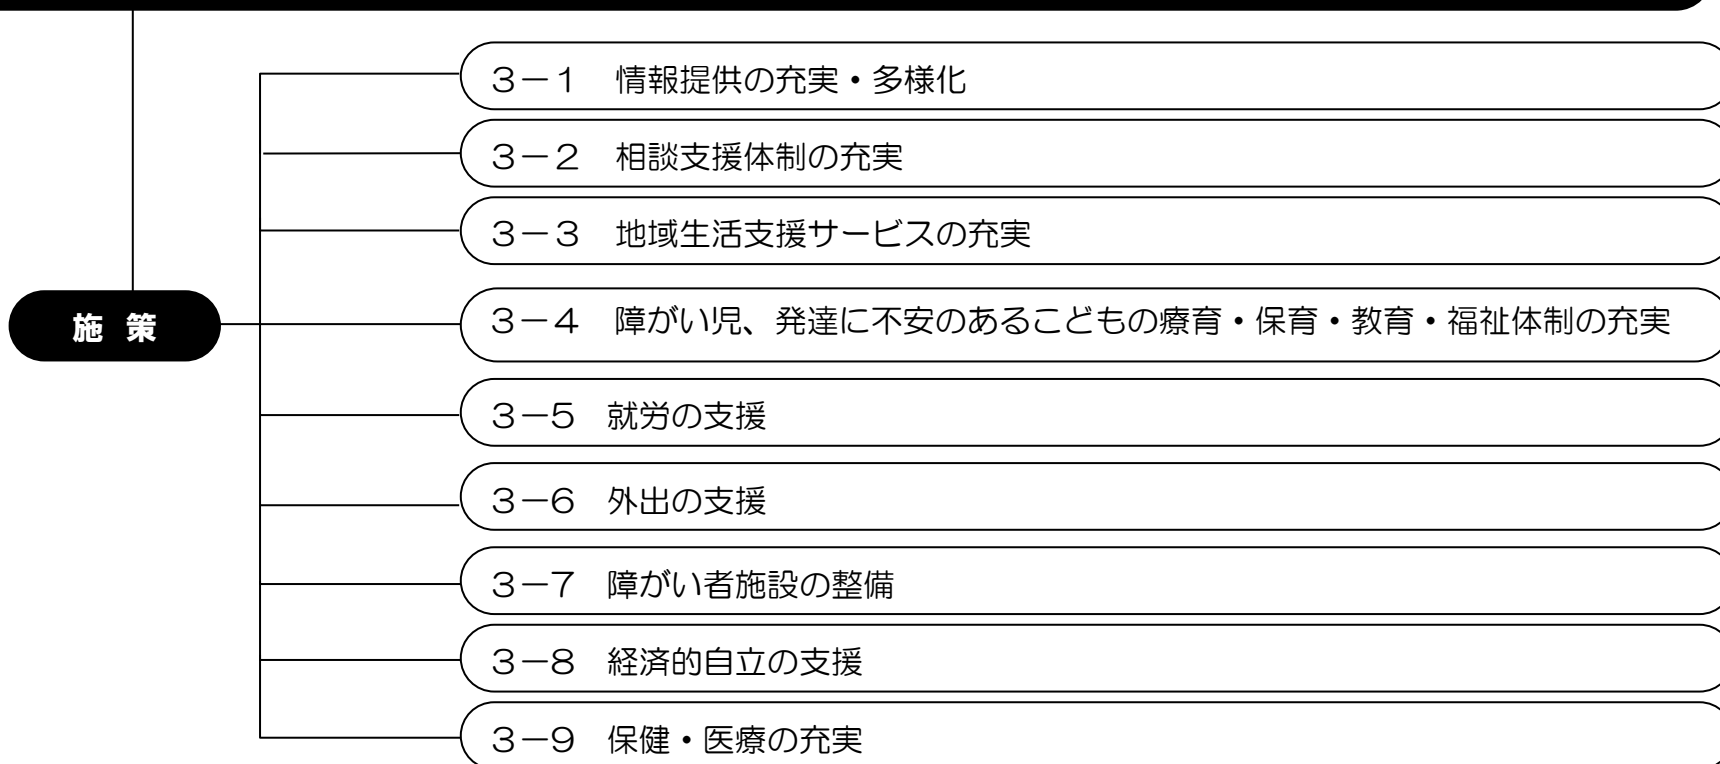 3－1　情報提供の充実・多様化
3－2　相談支援体制の充実
3－3　地域生活支援サービスの充実
施 策
3－4　障がい児、発達に不安のあるこどもの療育・保育・教育・福祉体制の充実
3－5　就労の支援
3－6　外出の支援
3－7　障がい者施設の整備
3－8　経済的自立の支援
3－9　保健・医療の充実